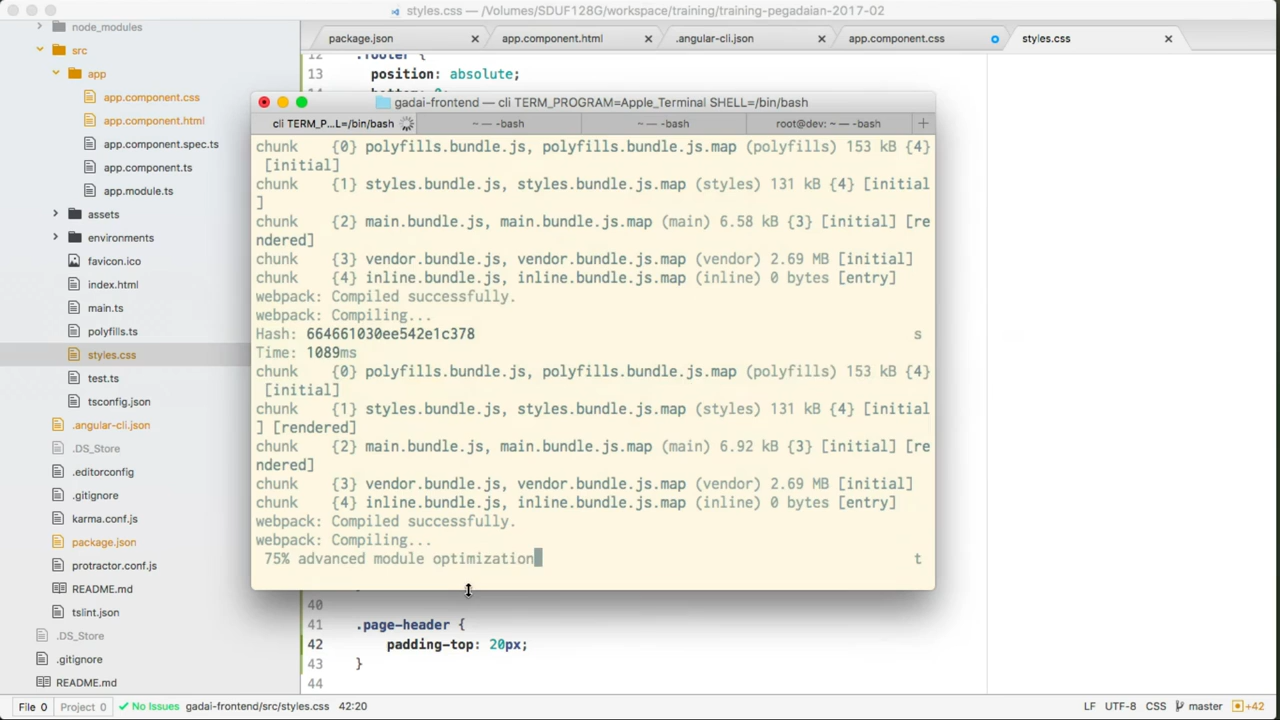 styles.css — /Volumes/SDUF128G/workspace/training/training-pegadaian-2017-02
node_modules
src
app
app.component.css
app.component.html
app.component.spec.ts
app.component.ts
app.module.ts
assets
environments
favicon.ico
index.html
main.ts
polyfills.ts
styles.css
test.ts
tsconfig.json
.angular-cli.json
.DS_Store
.editorconfig
.gitignore
karma.conf.js
package.json
protractor.conf.js
README.md
tslint.json
.DS_Store
.gitignore
README.md
package.json
app.component.html
.angular-cli.json
app.component.css
styles.css
12 .footer {
13 position: absolute;
gadai-frontend — cli TERM_PROGRAM=Apple_Terminal SHELL=/bin/bash
cli TERM_P...L=/bin/bash
~ — -bash
~ — -bash
root@dev: ~ — -bash
chunk {0} polyfills.bundle.js, polyfills.bundle.js.map (polyfills) 153 kB {4}
[initial]
chunk {1} styles.bundle.js, styles.bundle.js.map (styles) 131 kB {4} [initial
]
chunk {2} main.bundle.js, main.bundle.js.map (main) 6.58 kB {3} [initial] [re
ndered]
chunk {3} vendor.bundle.js, vendor.bundle.js.map (vendor) 2.69 MB [initial]
chunk {4} inline.bundle.js, inline.bundle.js.map (inline) 0 bytes [entry]
webpack: Compiled successfully.
webpack: Compiling...
Hash: 664661030ee542e1c378 s
Time: 1089ms
chunk {0} polyfills.bundle.js, polyfills.bundle.js.map (polyfills) 153 kB {4}
[initial]
chunk {1} styles.bundle.js, styles.bundle.js.map (styles) 131 kB {4} [initial
] [rendered]
chunk {2} main.bundle.js, main.bundle.js.map (main) 6.92 kB {3} [initial] [re
ndered]
chunk {3} vendor.bundle.js, vendor.bundle.js.map (vendor) 2.69 MB [initial]
chunk {4} inline.bundle.js, inline.bundle.js.map (inline) 0 bytes [entry]
webpack: Compiled successfully.
webpack: Compiling...
75% advanced module optimization t
40
41 .page-header {
42 padding-top: 20px;
43 }
44
File 0 Project 0 No Issues gadai-frontend/src/styles.css 42:20 LF UTF-8 CSS master +42